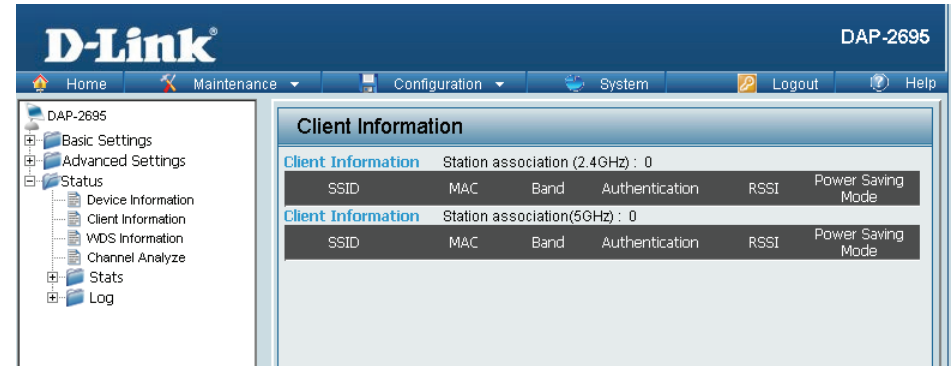 D-Link®
DAP-2695
Home Maintenance Configuration System Logout Help
DAP-2695
Basic Settings
Advanced Settings
Status
Device Information
Client Information
WDS Information
Channel Analyze
Stats
Log
Client Information
Client Information Station association (2.4GHz) : 0
SSID MAC Band Authentication RSSI Power Saving
Mode
Client Information Station association(5GHz) : 0
SSID MAC Band Authentication RSSI Power Saving
Mode